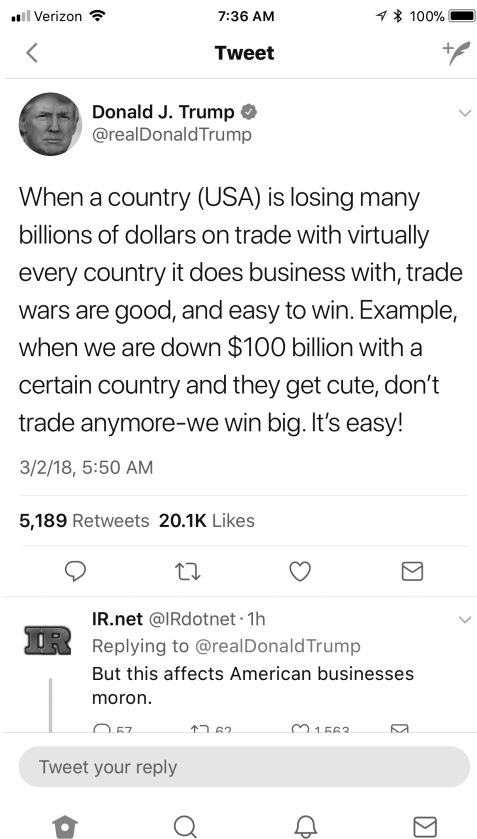 Verizon 7:36 AM 100%
Tweet
Donald J. Trump
@realDonaldTrump
When a country (USA) is losing many
billions of dollars on trade with virtually
every country it does business with, trade
wars are good, and easy to win. Example,
when we are down $100 billion with a
certain country and they get cute, don’t
trade anymore-we win big. It’s easy!
3/2/18, 5:50 AM
5,189 Retweets 20.1K Likes
IR
IR.net @IRdotnet · 1h
Replying to @realDonaldTrump
But this affects American businesses
moron.
57 62 1,563
Tweet your reply